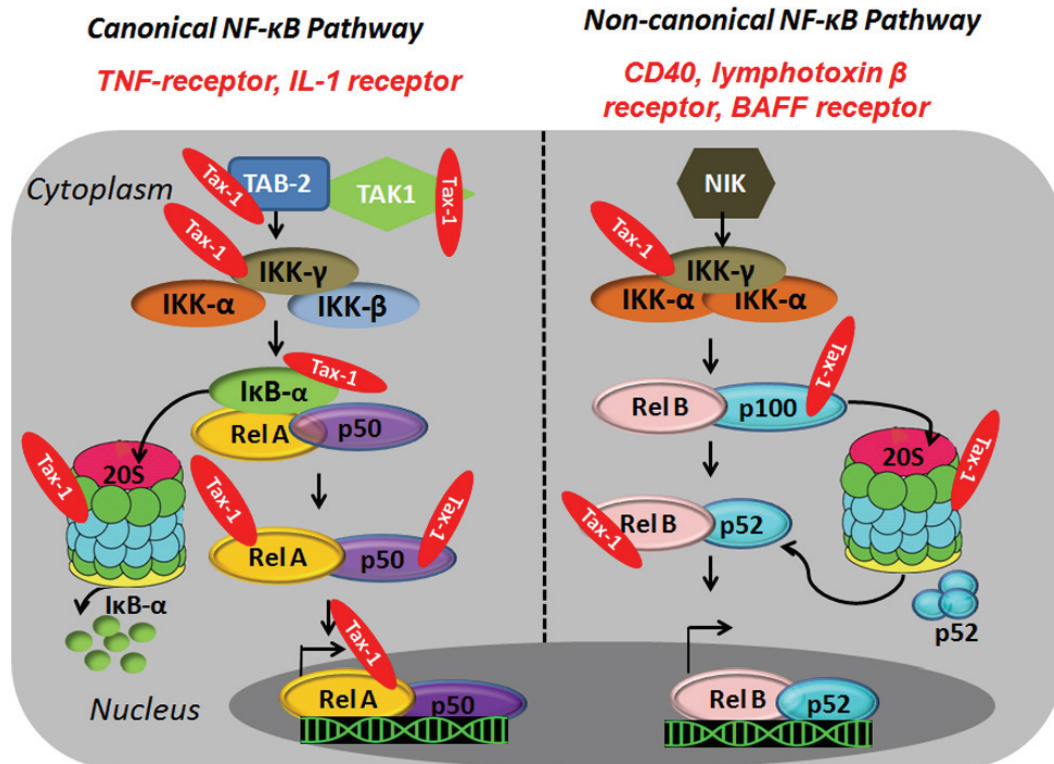 Canonical NF-κB Pathway
TNF-receptor, IL-1 receptor
Cytoplasm
Tax-1
TAB-2
TAK1
Tax-1
Tax-1
IKK-γ
IKK-α
IKK-β
Tax-1
IκB-α
Rel A
p50
Tax-1
20S
Tax-1
Tax-1
Rel A
p50
IκB-α
Tax-1
Rel A
p50
Nucleus
Non-canonical NF-κB Pathway
CD40, lymphotoxin β
receptor, BAFF receptor
NIK
Tax-1
IKK-γ
IKK-α
IKK-α
Tax-1
Rel B
p100
20S
Tax-1
Tax-1
Rel B
p52
p52
Rel B
p52